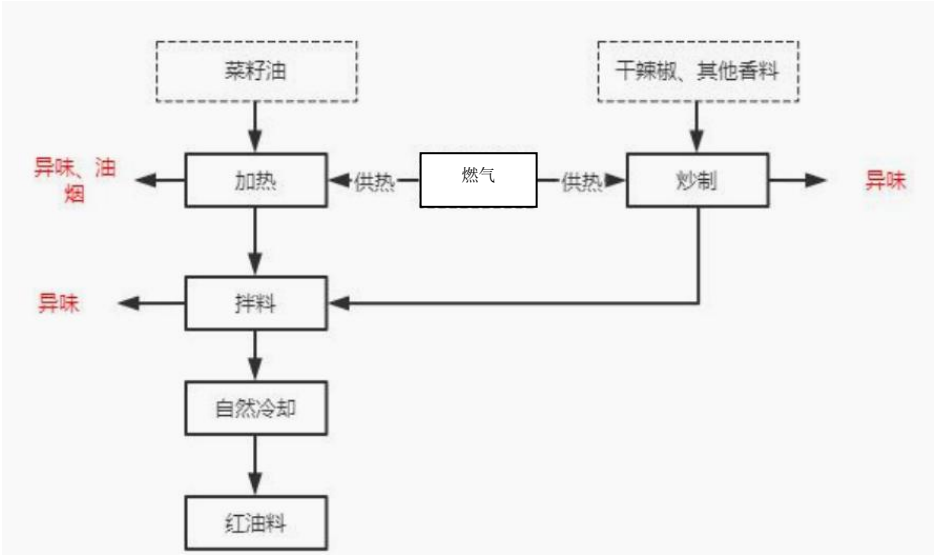 菜籽油
干辣椒、其他香料
异味、油
烟
加热
供热
燃气
供热
炒制
异味
异味
拌料
自然冷却
红油料